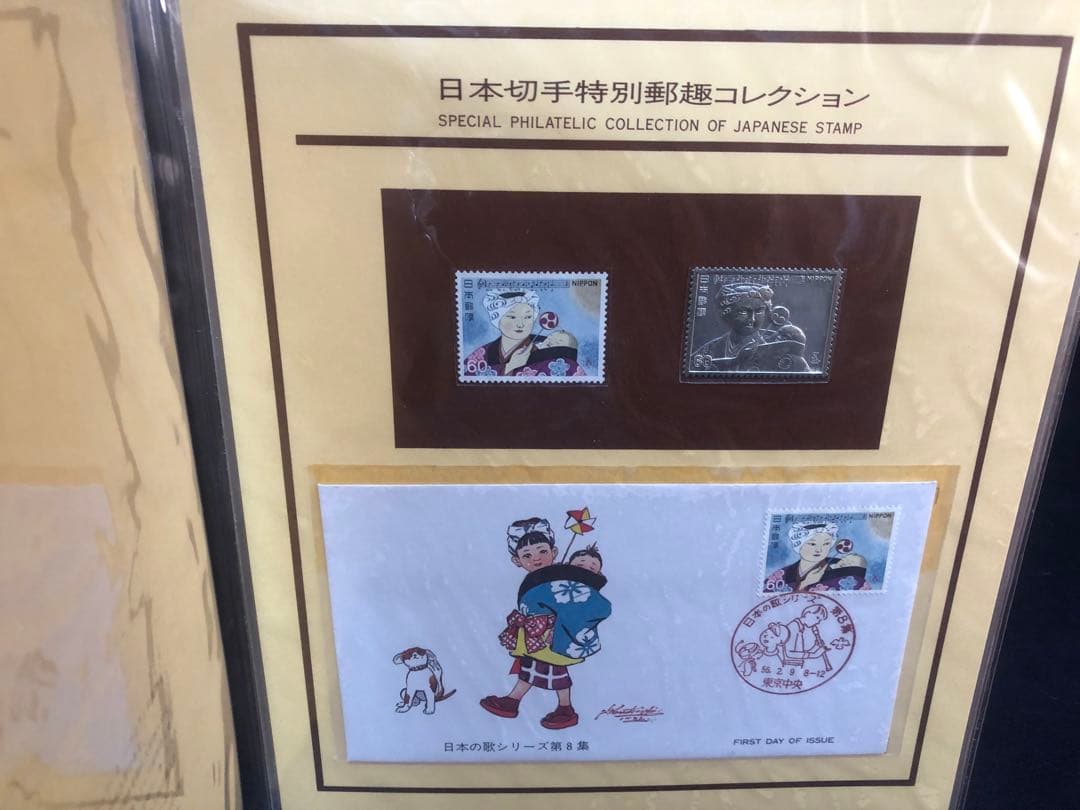 日本切手特別郵趣コレクション
SPECIAL PHILATELIC COLLECTION OF JAPANESE STAMP
日本郵便
NIPPON
60
日本郵便
NIPPON
60
日本郵便
NIPPON
60
日本の歌シリーズ 第8集
56. 2. 9 8-12
東京中央
日本の歌シリーズ第8集
FIRST DAY OF ISSUE